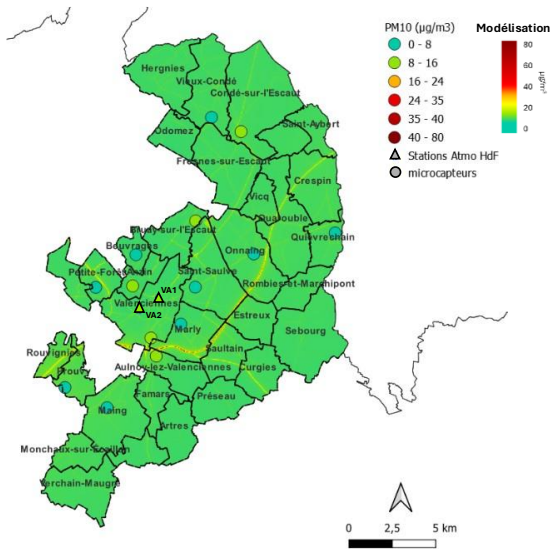 PM10 (µg/m3)
0 - 8
8 - 16
16 - 24
24 - 35
35 - 40
40 - 80
Stations Atmo HdF
microcapteurs
Modélisation
80
60
40
20
0
µg/m³
Hergnies
Vieux-Condé
Condé-sur-l'Escaut
Odomez
Saint-Aybert
Fresnes-sur-Escaut
Crespin
Vicq
Quarouble
Bruay-sur-l'Escaut
Quiévrechain
Beuvrages
Onnaing
Petite-Forêt
Anzin
Saint-Saulve
Rombies-et-Marchipont
VA1
Valenciennes
VA2
Estreux
Marly
Sebourg
Saultain
Rouvignies
Aulnoy-lez-Valenciennes
Curgies
Prouvy
Famars
Préseau
Maing
Artres
Monchaux-sur-Ecaillon
Verchain-Maugré
0
2,5
5 km